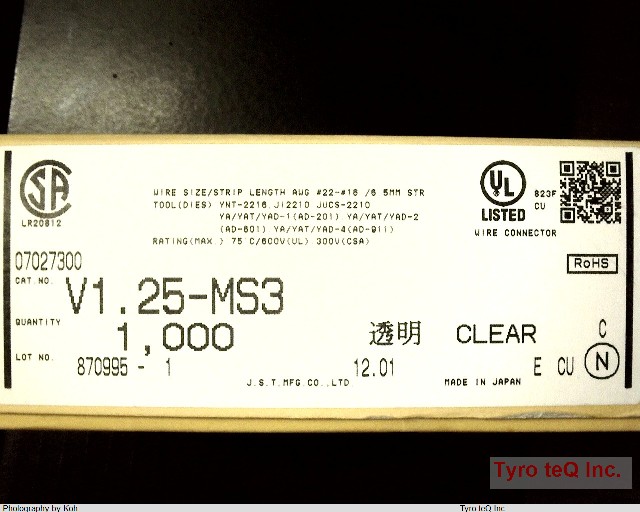 WIRE SIZE/STRIP LENGTH AWG #22-#16 /6.5MM STR
TOOL(DIES) YNT-2216,JI2210 JUCS-2210
YA/YAT/YAD-1(AD-201) YA/YAT/YAD-2
(AD-601) YA/YAT/YAD-4(AD-911)
RATING(MAX.) 75 C/600V(UL) 300V(CSA)
SA
LR20812
UL
LISTED
823F
CU
WIRE CONNECTOR
RoHS
07027300
CAT NO. V1.25-MS3
QUANTITY 1,000
透明 CLEAR
C
LOT NO. 870995 - 1 12.01
E CU N
J.S.T.MFG.CO.,LTD MADE IN JAPAN
Tyro teQ Inc.
Photography by Koh Tyro teQ Inc